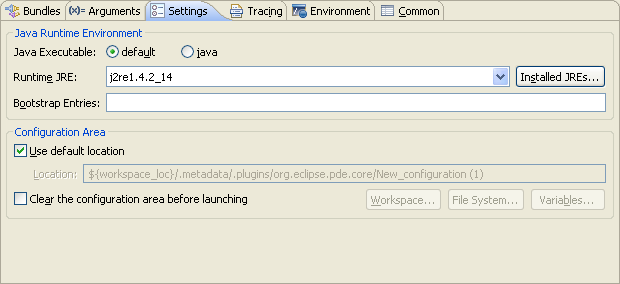 Bundles (x)= Arguments Settings Tracing Environment Common
Java Runtime Environment
Java Executable: default java
Runtime JRE: j2re1.4.2_14 Installed JREs...
Bootstrap Entries:
Configuration Area
Use default location
Location: ${workspace_loc}/.metadata/.plugins/org.eclipse.pde.core/New_configuration (1)
Clear the configuration area before launching Workspace... File System... Variables...